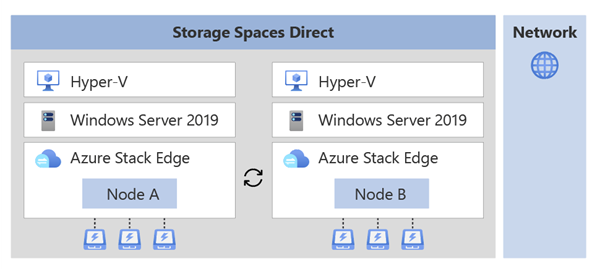 Storage Spaces Direct
Network
Hyper-V
Windows Server 2019
Azure Stack Edge
Node A
Hyper-V
Windows Server 2019
Azure Stack Edge
Node B